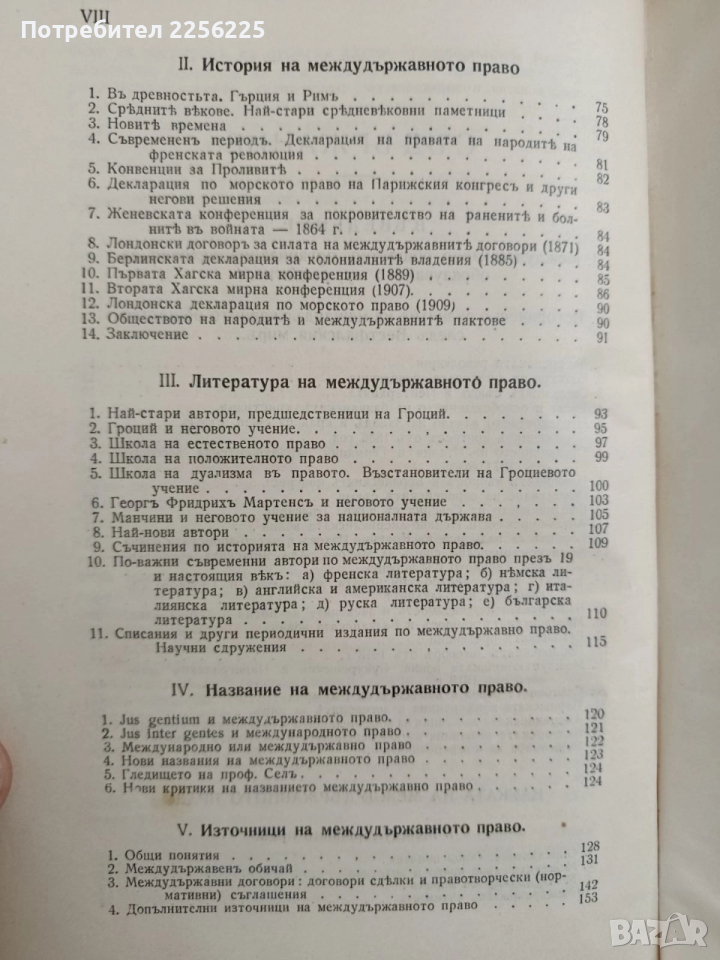 Потребител 2256225
VIII
II. История на междудържавното право
1. Въ древностьта. Гърция и Римъ . . . . . . . . . 75
2. Срѣднитѣ вѣкове. Най-стари срѣдневѣковни паметници . . 78
3. Новитѣ времена . . . . . . . . . . . . . 79
4. Съвремененъ периодъ. Декларация на правата на народитѣ на
френската революция . . . . . . . . . . . 81
5. Конвенции за Проливитѣ . . . . . . . . . . 82
6. Декларация по морското право на Парижския конгресъ и други
негови решения . . . . . . . . . . . . 83
7. Женевската конференция за покровителство на раненитѣ и бол-
нитѣ въ войната — 1864 г. . . . . . . . . . 84
8. Лондонски договоръ за силата на междудържавнитѣ договори (1871) 84
9. Берлинската декларация за колониалнитѣ владения (1885) . . . 84
10. Първата Хагска мирна конференция (1889) . . . . . . 85
11. Втората Хагска мирна конференция (1907). . . . . . . 86
12. Лондонска декларация по морското право (1909) . . . . . 90
13. Обществото на народитѣ и междудържавнитѣ пактове . . . 90
14. Заключение . . . . . . . . . . . . . . 91
III. Литература на междудържавното право.
1. Най-стари автори, предшедственици на Гроций. . . . . . 93
2. Гроций и неговото учение. . . . . . . . . . . 95
3. Школа на естественото право . . . . . . . . . 97
4. Школа на положителното право . . . . . . . . . 99
5. Школа на дуализма въ правото. Възстановители на Гроциевото
учение . . . . . . . . . . . . . . . 100
6. Георгъ Фридрихъ Мартенсъ и неговото учение . . . . . 103
7. Манчини и неговото учение за националната държава . . . 105
8. Най-нови автори . . . . . . . . . . . . . 107
9. Съчинения по историята на междудържавното право. . . . 109
10. По-важни съвременни автори по междудържавното право презъ 19
и настоящия вѣкъ: а) френска литература; б) нѣмска ли-
тература; в) английска и американска литература; г) ита-
лиянска литература; д) руска литература; е) българска
литература . . . . . . . . . . . . . 110
11. Списания и други периодични издания по междудържавно право.
Научни сдружения . . . . . . . . . . . 115
IV. Название на междудържавното право.
1. Jus gentium и междудържавното право. . . . . . . . 120
2. Jus inter gentes и международното право . . . . . . . 121
3. Международно или междудържавно право . . . . . . . 122
4. Нови названия на междудържавното право . . . . . . 123
5. Гледището на проф. Селъ. . . . . . . . . . . 124
6. Нови критики на названието междудържавно право . . . . 124
V. Източници на междудържавното право.
1. Общи понятия . . . . . . . . . . . . . 128
2. Междудържавенъ обичай . . . . . . . . . . 131
3. Междудържавни договори: договори сдѣлки и правотворчески (нор-
мативни) съглашения . . . . . . . . . . 142
4. Допълнителни източници на междудържавното право . . . . 153
BAZAR